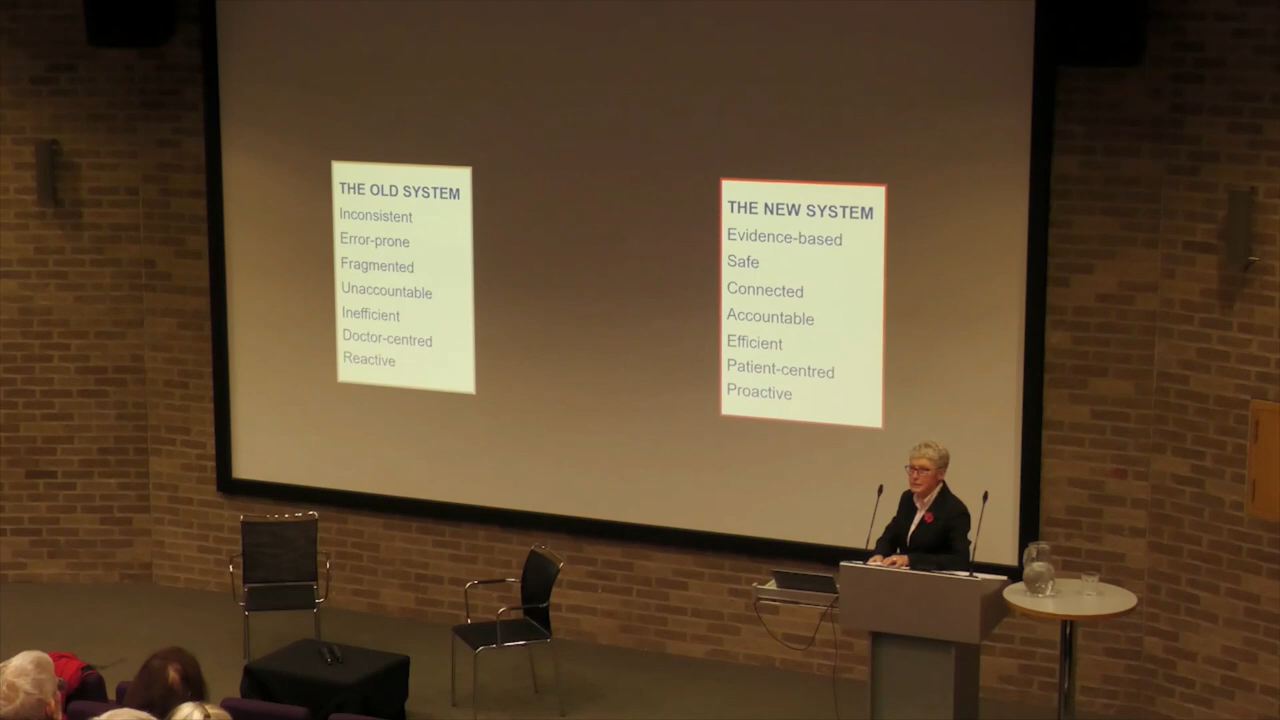 THE OLD SYSTEM
Inconsistent
Error-prone
Fragmented
Unaccountable
Inefficient
Doctor-centred
Reactive
THE NEW SYSTEM
Evidence-based
Safe
Connected
Accountable
Efficient
Patient-centred
Proactive